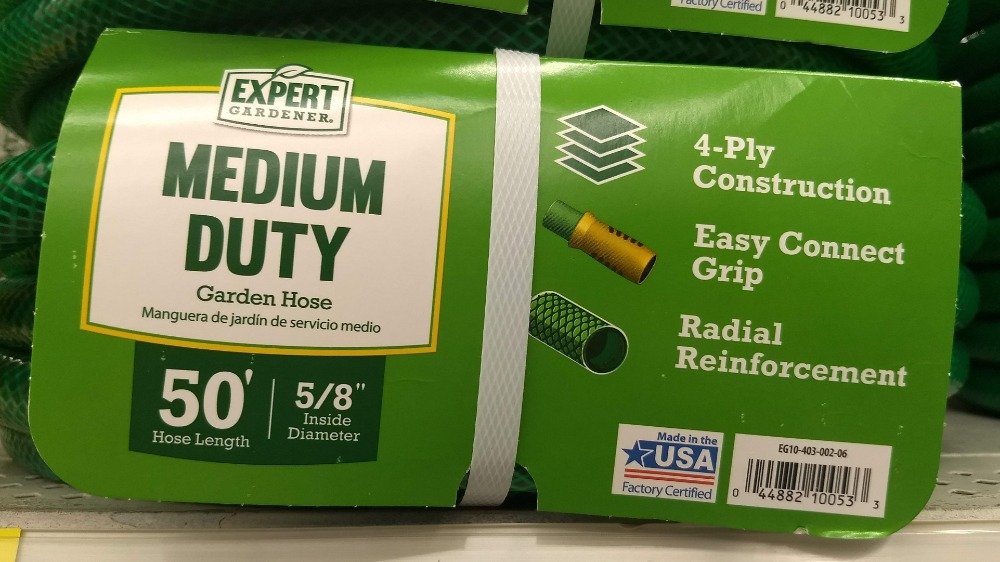 Factory Certified
0 44882 10053 3
EXPERT
GARDENER®
MEDIUM
DUTY
Garden Hose
Manguera de jardín de servicio medio
50'
Hose Length
5/8"
Inside
Diameter
4-Ply
Construction
Easy Connect
Grip
Radial
Reinforcement
Made in the
USA
Factory Certified
EG10-403-002-06
0 44882 10053 3